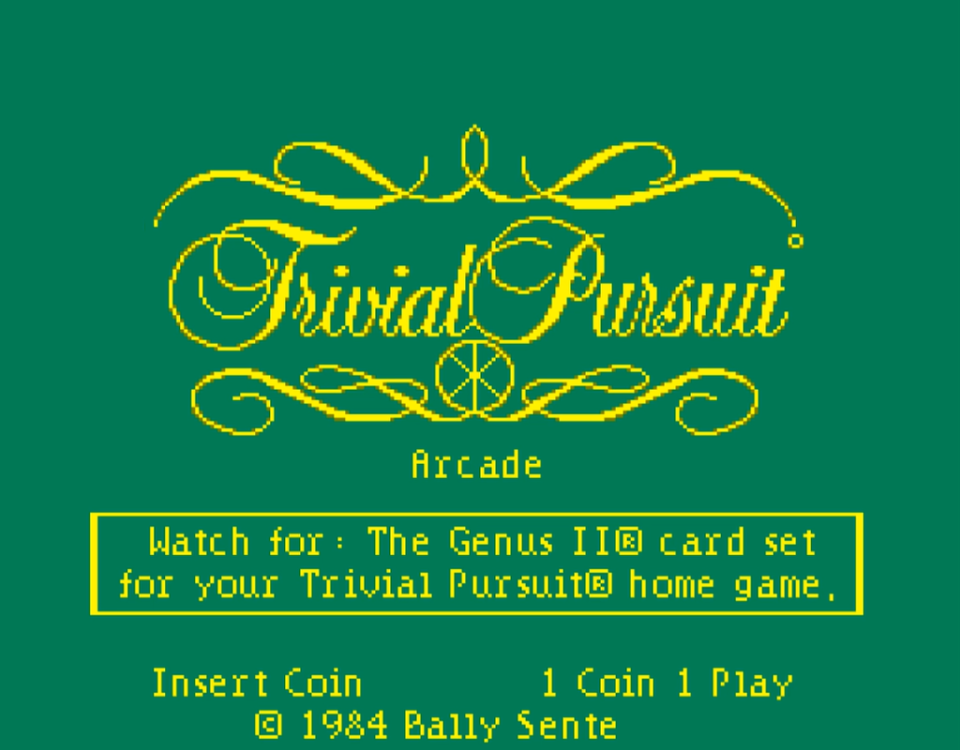 Trivial Pursuit
Arcade
Watch for: The Genus II® card set
for your Trivial Pursuit® home game.
Insert Coin 1 Coin 1 Play
© 1984 Bally Sente